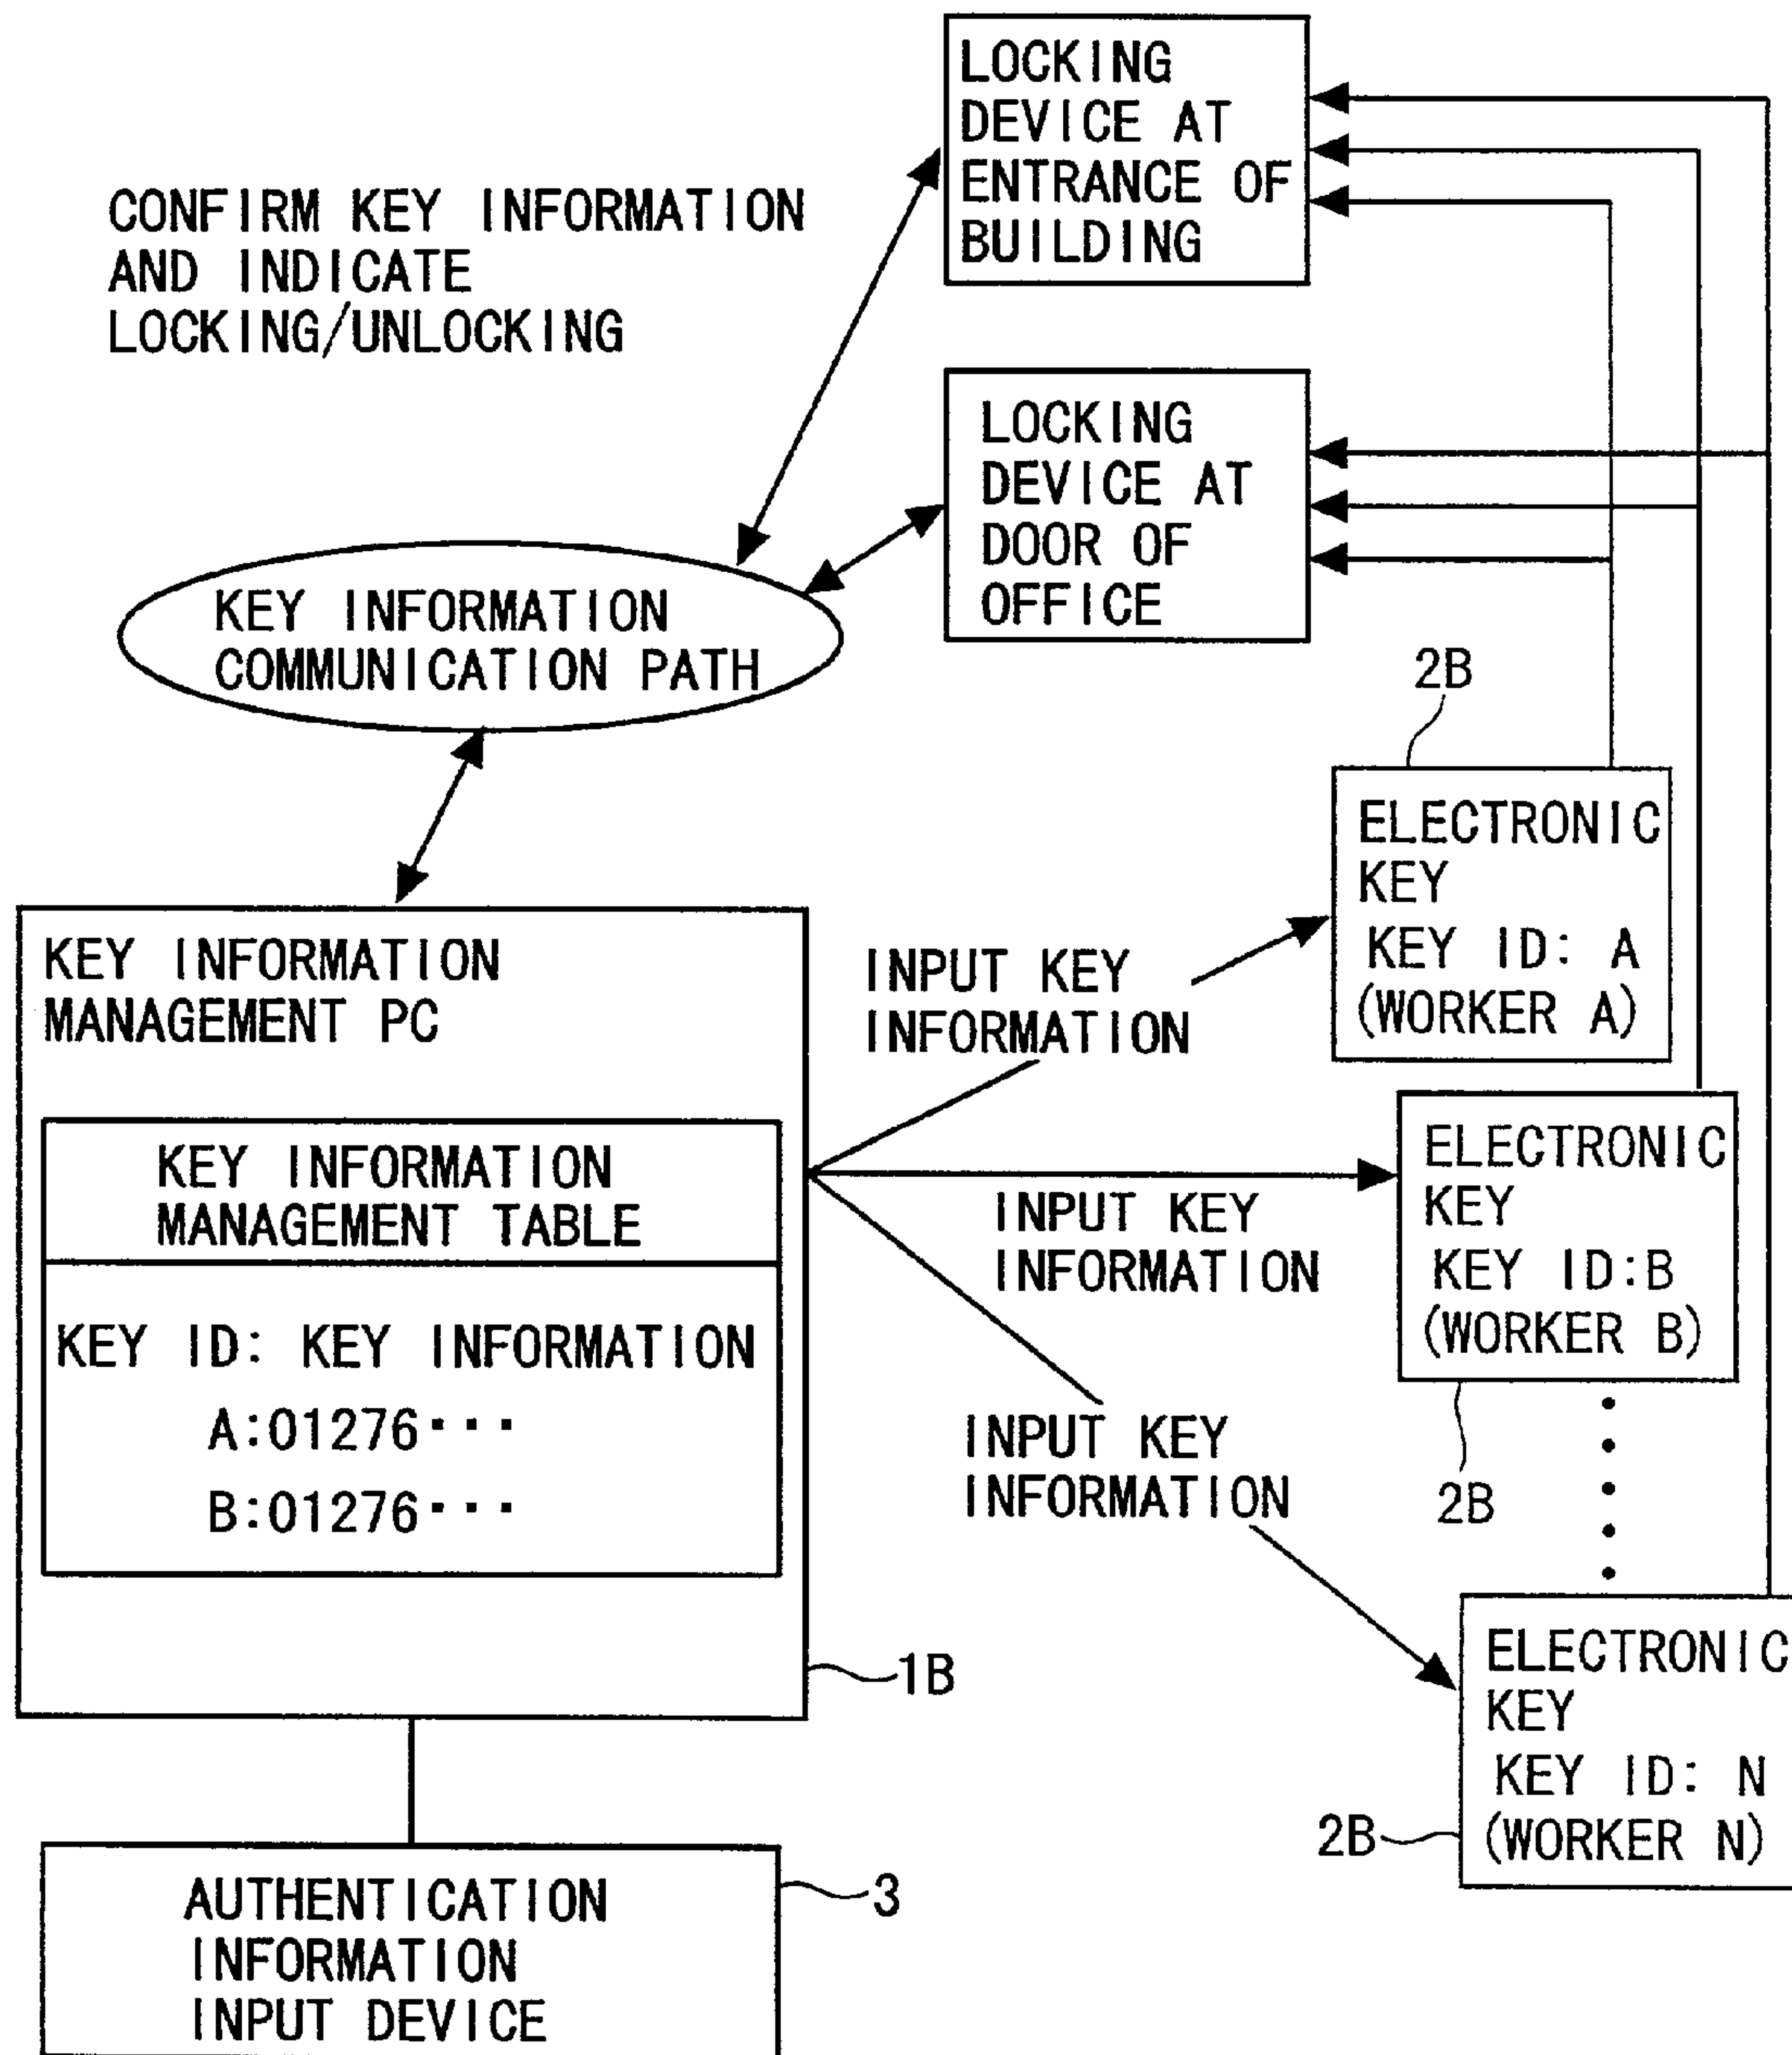 LOCKING
DEVICE AT
ENTRANCE OF
BUILDING
CONFIRM KEY INFORMATION
AND INDICATE
LOCKING/UNLOCKING
LOCKING
DEVICE AT
DOOR OF
OFFICE
KEY INFORMATION
COMMUNICATION PATH
2B
ELECTRONIC
KEY
KEY ID: A
(WORKER A)
KEY INFORMATION
MANAGEMENT PC
INPUT KEY
INFORMATION
KEY INFORMATION
MANAGEMENT TABLE
ELECTRONIC
KEY
KEY ID:B
(WORKER B)
INPUT KEY
INFORMATION
KEY ID: KEY INFORMATION
A:01276･･･
B:01276･･･
INPUT KEY
INFORMATION
2B
1B
ELECTRONIC
KEY
KEY ID: N
(WORKER N)
2B
AUTHENTICATION
INFORMATION
INPUT DEVICE
3